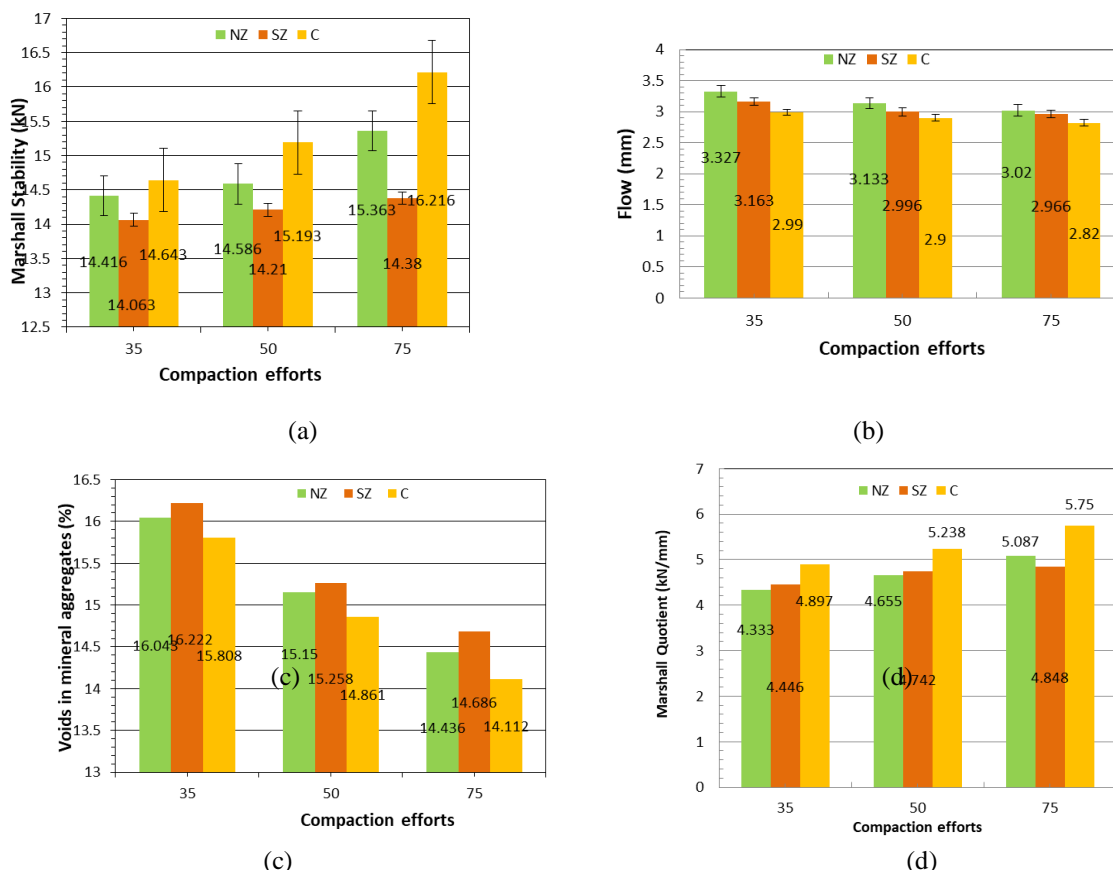 17
16.5
16
15.5
15
14.5
14
13.5
13
12.5
Marshall Stability (kN)
NZ SZ C
14.416 14.063 14.643
14.586 14.21 15.193
15.363 14.38 16.216
35 50 75
Compaction efforts
(a)
4
3.5
3
2.5
2
1.5
1
0.5
0
Flow (mm)
NZ SZ C
3.327 3.163 2.99
3.133 2.996 2.9
3.02 2.966 2.82
35 50 75
Compaction efforts
(b)
16.5
16
15.5
15
14.5
14
13.5
13
Voids in mineral aggregates (%)
NZ SZ C
16.043 16.222 15.808
15.15 15.258 14.861
14.436 14.686 14.112
(c)
35 50 75
Compaction efforts
(c)
7
6
5
4
3
2
1
0
Marshall Quotient (kN/mm)
NZ SZ C
4.333 4.446 4.897
4.655 4.742 5.238
5.087 4.848 5.75
(d)
35 50 75
Compaction efforts
(d)